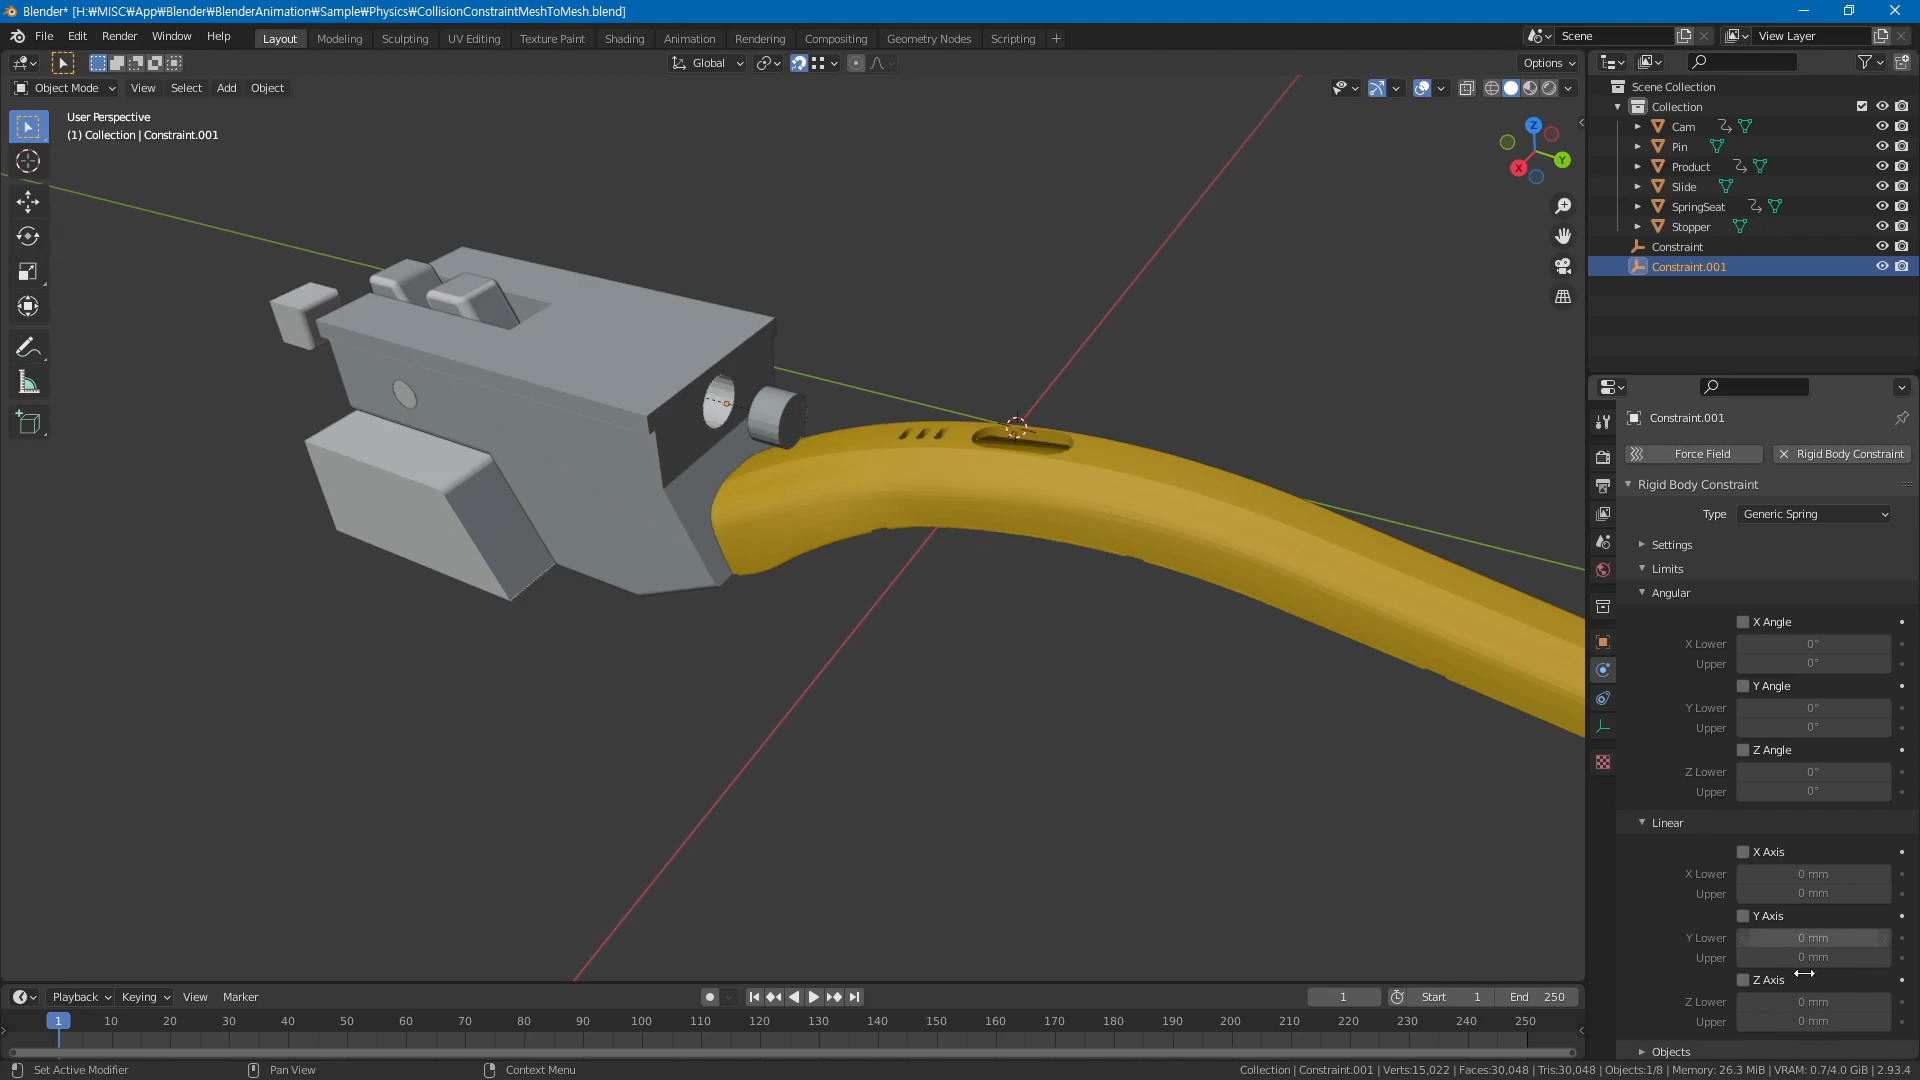 Blender* [H:₩MISC₩App₩Blender₩BlenderAnimation₩Sample₩Physics₩CollisionConstraintMeshToMesh.blend]
File Edit Render Window Help Layout Modeling Sculpting UV Editing Texture Paint Shading Animation Rendering Compositing Geometry Nodes Scripting + Scene View Layer
Global Options
Object Mode View Select Add Object
User Perspective
(1) Collection | Constraint.001
Z
Y
X
Scene Collection
Collection
Cam
Pin
Product
Slide
SpringSeat
Stopper
Constraint
Constraint.001
Constraint.001
Force Field Rigid Body Constraint
Rigid Body Constraint
Type Generic Spring
Settings
Limits
Angular
X Angle
X Lower 0°
Upper 0°
Y Angle
Y Lower 0°
Upper 0°
Z Angle
Z Lower 0°
Upper 0°
Linear
X Axis
X Lower 0 mm
Upper 0 mm
Y Axis
Y Lower 0 mm
Upper 0 mm
Z Axis
Z Lower 0 mm
Upper 0 mm
Objects
Playback Keying View Marker 1 Start 1 End 250
1 10 20 30 40 50 60 70 80 90 100 110 120 130 140 150 160 170 180 190 200 210 220 230 240 250
Set Active Modifier Pan View Context Menu Collection | Constraint.001 | Verts:15,022 | Faces:30,048 | Tris:30,048 | Objects:1/8 | Memory: 26.3 MiB | VRAM: 0.7/4.0 GiB | 2.93.4